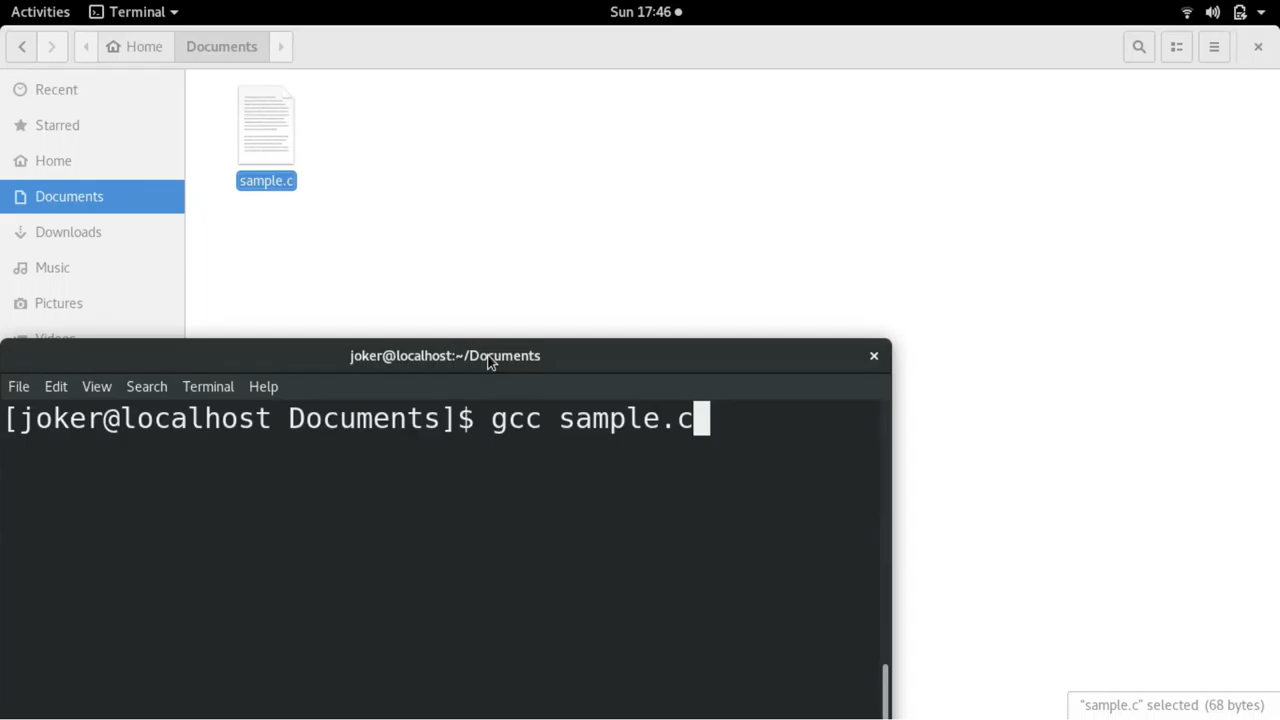 Activities Terminal Sun 17:46
Home Documents
Recent
Starred
Home
Documents
Downloads
Music
Pictures
Videos
sample.c
joker@localhost:~/Documents
File Edit View Search Terminal Help
[joker@localhost Documents]$ gcc sample.c
"sample.c" selected (68 bytes)